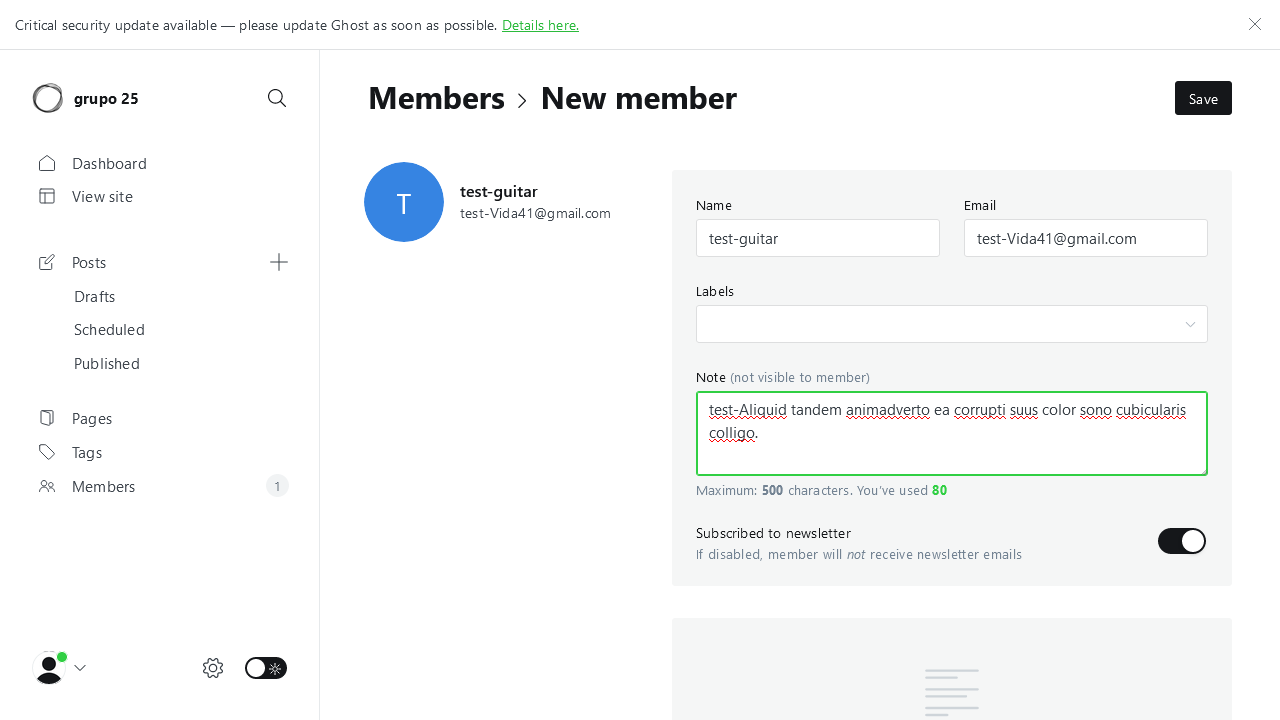 Critical security update available — please update Ghost as soon as possible. Details here.
grupo 25
Dashboard
View site
Posts
Drafts
Scheduled
Published
Pages
Tags
Members
1
Members
New member
Save
T
test-guitar
test-Vida41@gmail.com
Name
test-guitar
Email
test-Vida41@gmail.com
Labels
Note (not visible to member)
test-Aliquid tandem animadverto ea corrupti suus color sono cubicularis
colligo.
Maximum: 500 characters. You've used 80
Subscribed to newsletter
If disabled, member will not receive newsletter emails